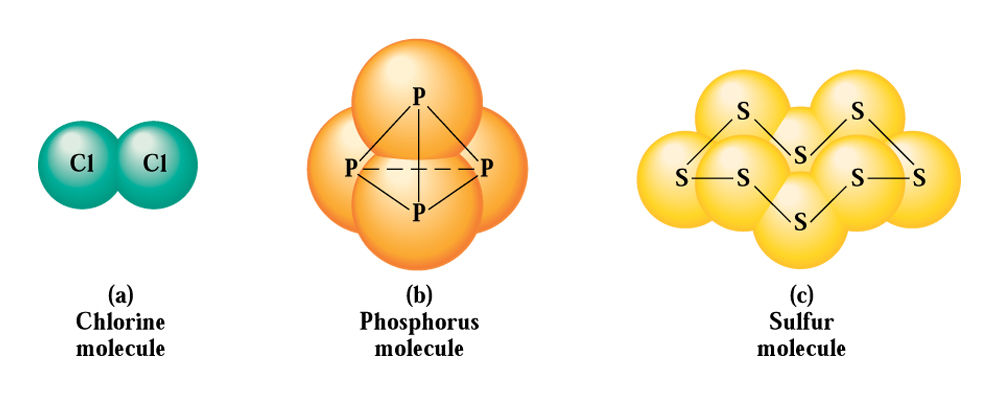 Cl Cl
P
P P
P
S S
S
S S S S
S
(a)
Chlorine
molecule
(b)
Phosphorus
molecule
(c)
Sulfur
molecule